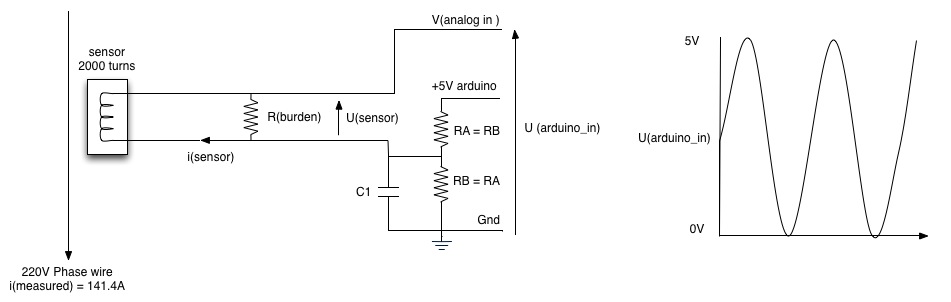 V(analog in )
sensor
2000 turns
+5V arduino
R(burden)
U(sensor)
RA = RB
U (arduino_in)
i(sensor)
C1
RB = RA
Gnd
220V Phase wire
i(measured) = 141.4A
5V
U(arduino_in)
0V